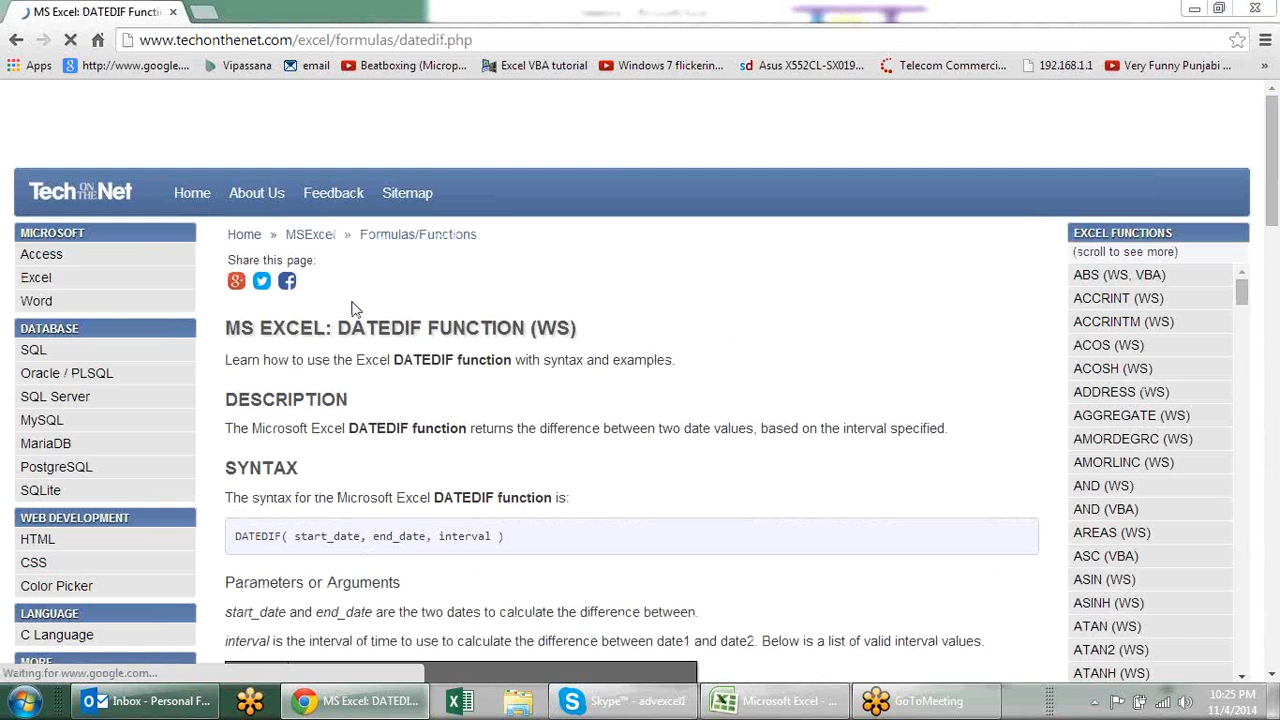 MS Excel: DATEDIF Functi
www.techonthenet.com/excel/formulas/datedif.php
Apps
http://www.google....
Vipassana
email
Beatboxing (Microp...
Excel VBA tutorial
Windows 7 flickerin...
sd Asus X552CL-SX019...
Telecom Commerci...
192.168.1.1
Very Funny Punjabi ...
»
Tech ON THE Net
Home
About Us
Feedback
Sitemap
MICROSOFT
Access
Excel
Word
DATABASE
SQL
Oracle / PLSQL
SQL Server
MySQL
MariaDB
PostgreSQL
SQLite
WEB DEVELOPMENT
HTML
CSS
Color Picker
LANGUAGE
C Language
MORE
Home » MSExcel » Formulas/Functions
Share this page:
MS EXCEL: DATEDIF FUNCTION (WS)
Learn how to use the Excel DATEDIF function with syntax and examples.
DESCRIPTION
The Microsoft Excel DATEDIF function returns the difference between two date values, based on the interval specified.
SYNTAX
The syntax for the Microsoft Excel DATEDIF function is:
DATEDIF( start_date, end_date, interval )
Parameters or Arguments
start_date and end_date are the two dates to calculate the difference between.
interval is the interval of time to use to calculate the difference between date1 and date2. Below is a list of valid interval values.
EXCEL FUNCTIONS
(scroll to see more)
ABS (WS, VBA)
ACCRINT (WS)
ACCRINTM (WS)
ACOS (WS)
ACOSH (WS)
ADDRESS (WS)
AGGREGATE (WS)
AMORDEGRC (WS)
AMORLINC (WS)
AND (WS)
AND (VBA)
AREAS (WS)
ASC (VBA)
ASIN (WS)
ASINH (WS)
ATAN (WS)
ATAN2 (WS)
ATANH (WS)
Waiting for www.google.com...
Inbox - Personal F...
MS Excel: DATEDI...
Skype™ - advexcel1
Microsoft Excel - ...
GoToMeeting
10:25 PM
11/4/2014